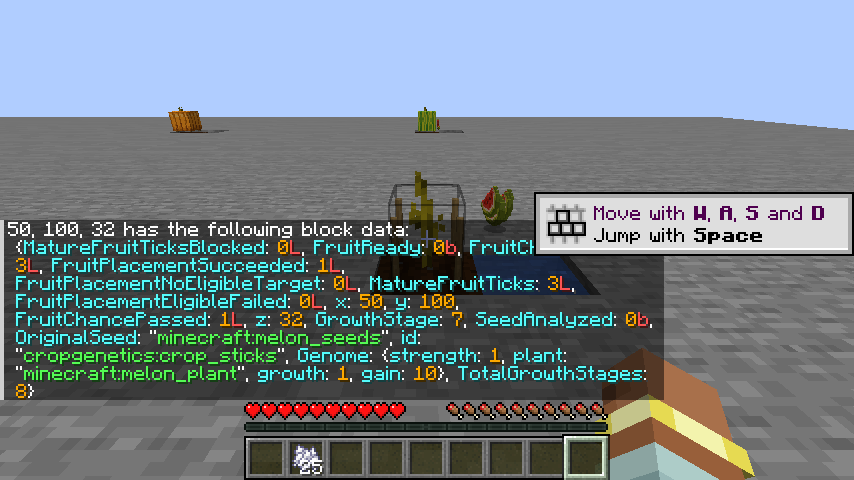 Move with W, A, S and D
Jump with Space
50, 100, 32 has the following block data:
{MatureFruitTicksBlocked: 0L, FruitReady: 0b, FruitCh
3L, FruitPlacementSucceeded: 1L,
FruitPlacementNoEligibleTarget: 0L, MatureFruitTicks: 3L,
FruitPlacementEligibleFailed: 0L, x: 50, y: 100,
FruitChancePassed: 1L, z: 32, GrowthStage: 7, SeedAnalyzed: 0b,
OriginalSeed: "minecraft:melon_seeds", id:
"cropgenetics:crop_sticks", Genome: {strength: 1, plant:
"minecraft:melon_plant", growth: 1, gain: 10}, TotalGrowthStages:
8}
25